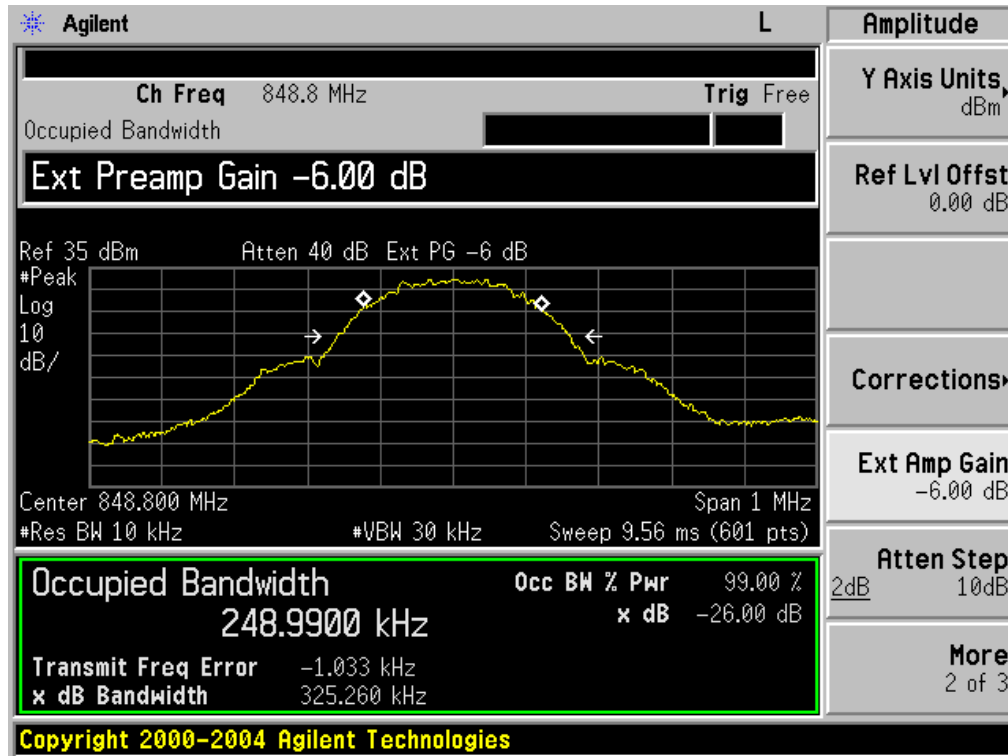 Agilent L
Ch Freq 848.8 MHz Trig Free
Occupied Bandwidth
Ext Preamp Gain -6.00 dB
Ref 35 dBm Atten 40 dB Ext PG -6 dB
#Peak
Log
10
dB/
Center 848.800 MHz Span 1 MHz
#Res BW 10 kHz #VBW 30 kHz Sweep 9.56 ms (601 pts)
Occupied Bandwidth Occ BW % Pwr 99.00 %
248.9900 kHz x dB -26.00 dB
Transmit Freq Error -1.033 kHz
x dB Bandwidth 325.260 kHz
Copyright 2000-2004 Agilent Technologies
Amplitude
Y Axis Units
dBm
Ref Lvl Offst
0.00 dB
Corrections
Ext Amp Gain
-6.00 dB
Atten Step
2dB 10dB
More
2 of 3